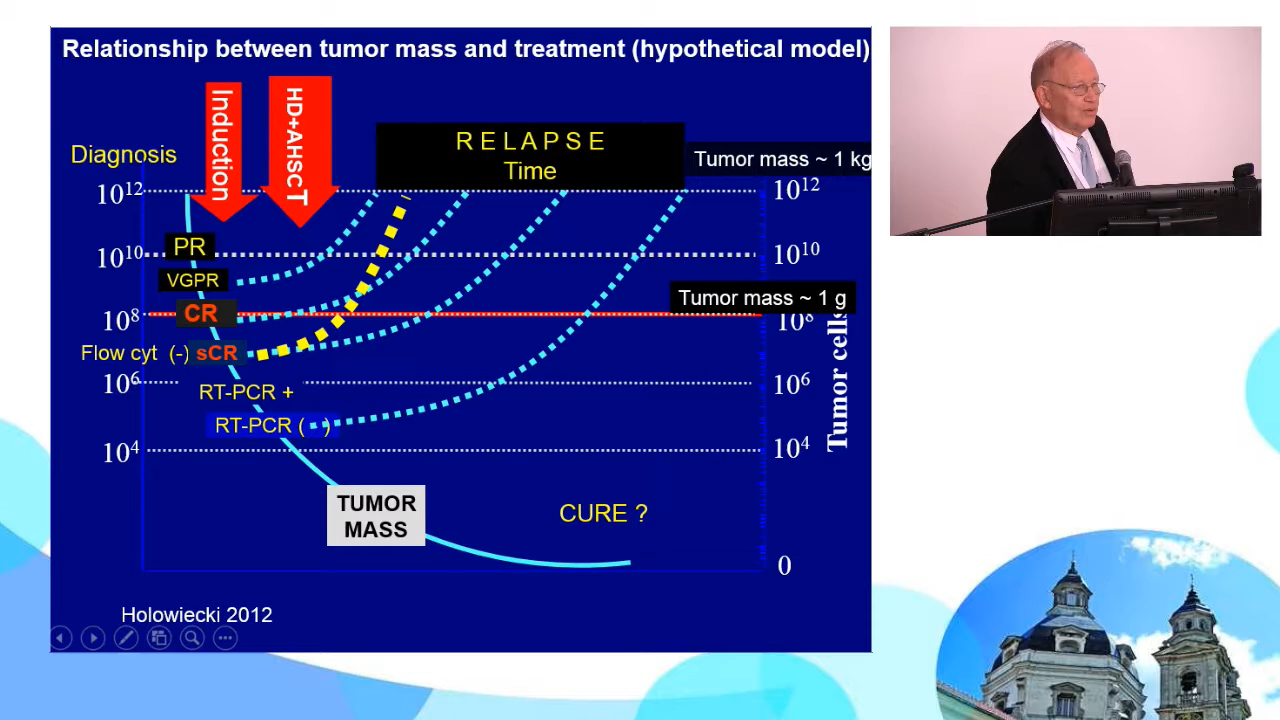 Relationship between tumor mass and treatment (hypothetical model)
Induction
HD+AHSCT
Diagnosis
R E L A P S E
Time
Tumor mass ~ 1 kg
10¹²
10¹²
PR
10¹⁰
10¹⁰
VGPR
Tumor mass ~ 1 g
CR
10⁸
10⁸
Flow cyt (-)
sCR
Tumor cells
10⁶
10⁶
RT-PCR +
RT-PCR ( )
10⁴
10⁴
TUMOR
MASS
CURE ?
0
Holowiecki 2012